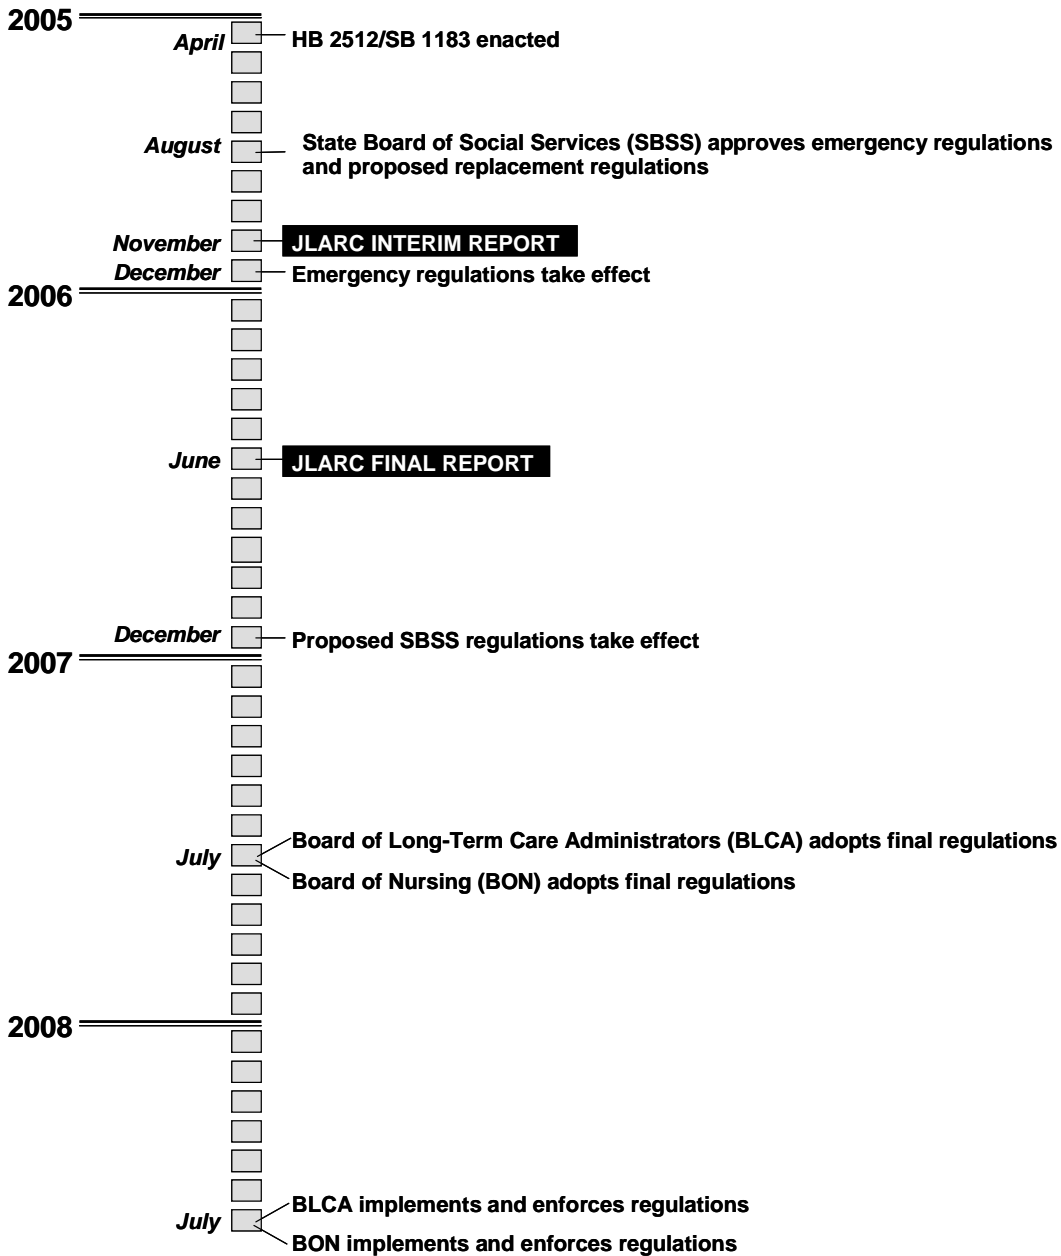 2005
April
HB 2512/SB 1183 enacted
August
State Board of Social Services (SBSS) approves emergency regulations
and proposed replacement regulations
November
JLARC INTERIM REPORT
December
Emergency regulations take effect
2006
June
JLARC FINAL REPORT
December
Proposed SBSS regulations take effect
2007
July
Board of Long-Term Care Administrators (BLCA) adopts final regulations
Board of Nursing (BON) adopts final regulations
2008
July
BLCA implements and enforces regulations
BON implements and enforces regulations